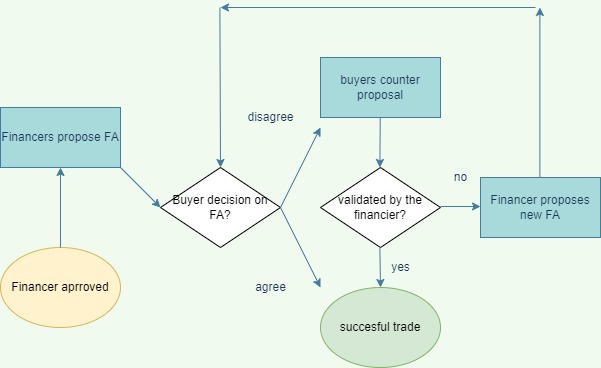 buyers counter
proposal
disagree
Financers propose FA
no
Buyer decision on
FA?
validated by the
financier?
Financer proposes
new FA
yes
agree
Financer aprroved
succesful trade